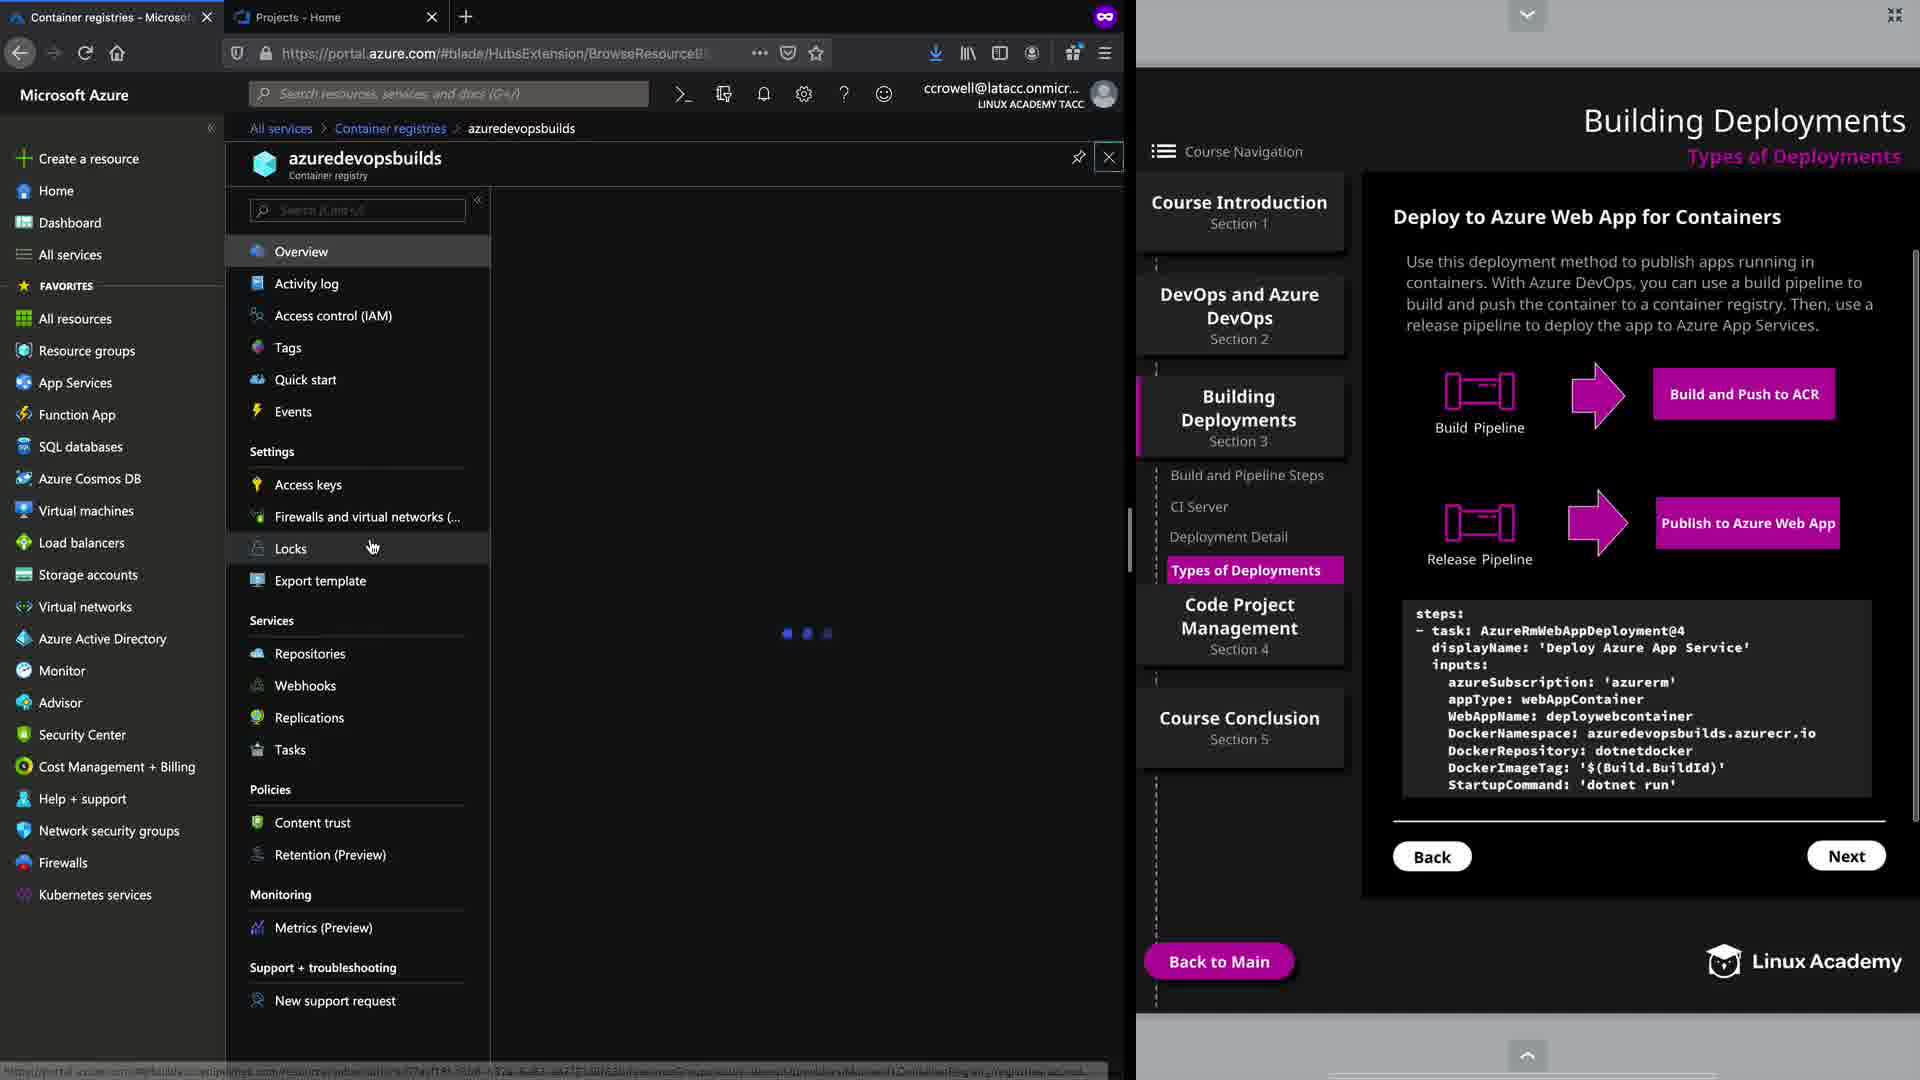 Container registries - Microso
Projects - Home
https://portal.azure.com/#blade/HubsExtension/BrowseResourceBl
Microsoft Azure
Search resources, services, and docs (G+/)
ccrowell@latacc.onmicr...
LINUX ACADEMY TACC
Create a resource
Home
Dashboard
All services
FAVORITES
All resources
Resource groups
App Services
Function App
SQL databases
Azure Cosmos DB
Virtual machines
Load balancers
Storage accounts
Virtual networks
Azure Active Directory
Monitor
Advisor
Security Center
Cost Management + Billing
Help + support
Network security groups
Firewalls
Kubernetes services
All services > Container registries > azuredevopsbuilds
azuredevopsbuilds
Container registry
Search (Cmd+/)
Overview
Activity log
Access control (IAM)
Tags
Quick start
Events
Settings
Access keys
Firewalls and virtual networks (...
Locks
Export template
Services
Repositories
Webhooks
Replications
Tasks
Policies
Content trust
Retention (Preview)
Monitoring
Metrics (Preview)
Support + troubleshooting
New support request
Building Deployments
Types of Deployments
Course Navigation
Course Introduction
Section 1
DevOps and Azure
DevOps
Section 2
Building
Deployments
Section 3
Build and Pipeline Steps
CI Server
Deployment Detail
Types of Deployments
Code Project
Management
Section 4
Course Conclusion
Section 5
Back to Main
Deploy to Azure Web App for Containers
Use this deployment method to publish apps running in
containers. With Azure DevOps, you can use a build pipeline to
build and push the container to a container registry. Then, use a
release pipeline to deploy the app to Azure App Services.
Build Pipeline
Build and Push to ACR
Release Pipeline
Publish to Azure Web App
steps:
- task: AzureRmWebAppDeployment@4
displayName: 'Deploy Azure App Service'
inputs:
azureSubscription: 'azurerm'
appType: webAppContainer
WebAppName: deploywebcontainer
DockerNamespace: azuredevopsbuilds.azurecr.io
DockerRepository: dotnetdocker
DockerImageTag: '$(Build.BuildId)'
StartupCommand: 'dotnet run'
Back
Next
Linux Academy